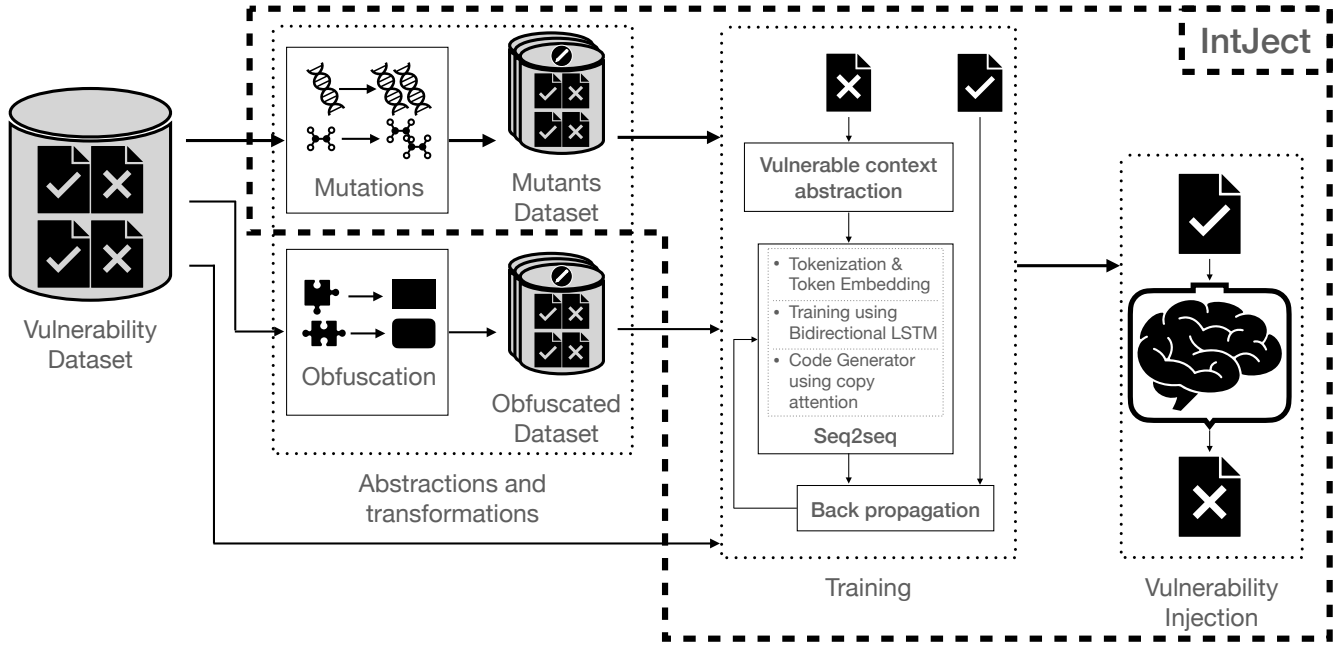 IntJect
Mutations
Mutants
Dataset
Vulnerability
Dataset
Obfuscation
Obfuscated
Dataset
Abstractions and
transformations
Vulnerable context
abstraction
• Tokenization &
Token Embedding
• Training using
Bidirectional LSTM
• Code Generator
using copy
attention
Seq2seq
Back propagation
Training
Vulnerability
Injection